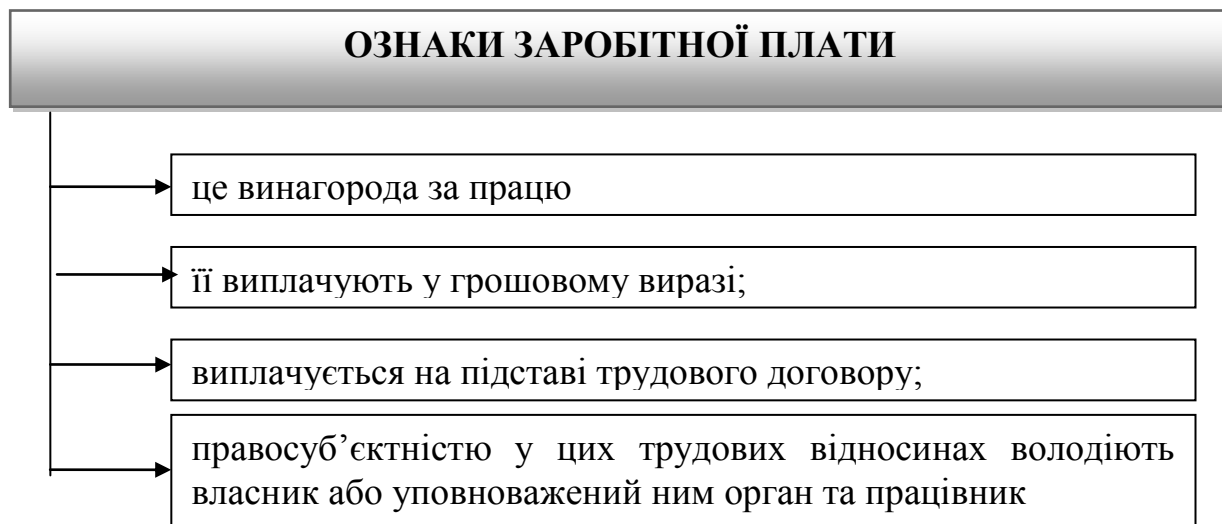 ОЗНАКИ ЗАРОБІТНОЇ ПЛАТИ
це винагорода за працю
її виплачують у грошовому виразі;
виплачується на підставі трудового договору;
правосуб’єктністю у цих трудових відносинах володіють
власник або уповноважений ним орган та працівник